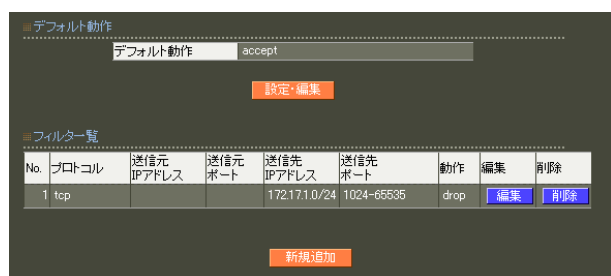 デフォルト動作
デフォルト動作 accept
設定・編集
フィルター覧
No. プロトコル 送信元IPアドレス 送信元ポート 送信先IPアドレス 送信先ポート 動作 編集 削除
1 tcp 172.17.1.0/24 1024-65535 drop 編集 削除
新規追加